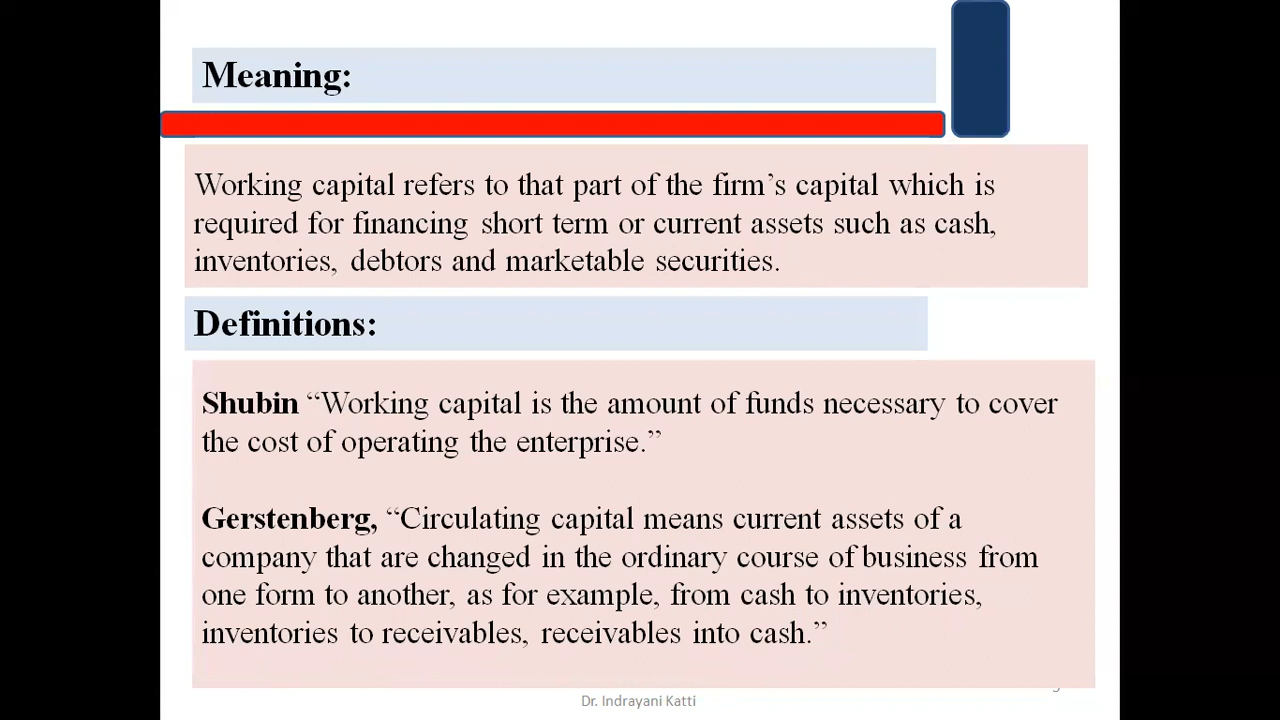 Meaning:
Working capital refers to that part of the firm’s capital which is
required for financing short term or current assets such as cash,
inventories, debtors and marketable securities.
Definitions:
Shubin “Working capital is the amount of funds necessary to cover
the cost of operating the enterprise.”
Gerstenberg, “Circulating capital means current assets of a
company that are changed in the ordinary course of business from
one form to another, as for example, from cash to inventories,
inventories to receivables, receivables into cash.”
Dr. Indrayani Katti